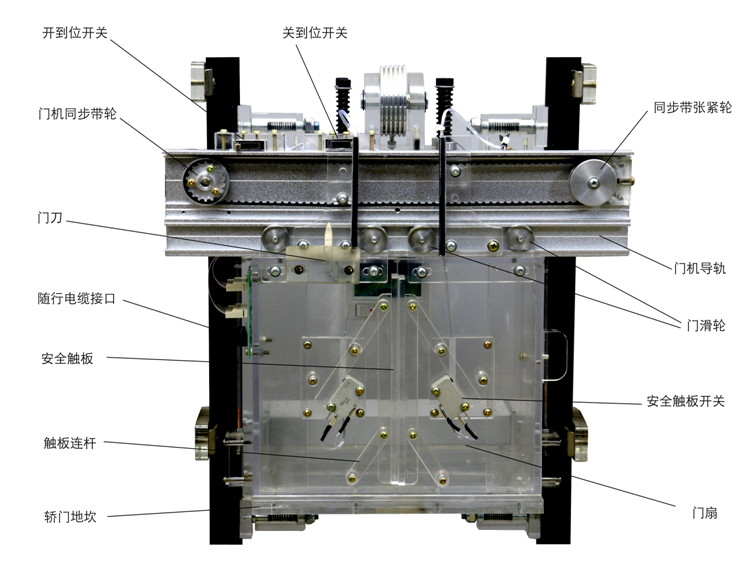 开到位开关
关到位开关
门机同步带轮
同步带张紧轮
门刀
门机导轨
随行电缆接口
门滑轮
安全触板
安全触板开关
触板连杆
轿门地坎
门扇